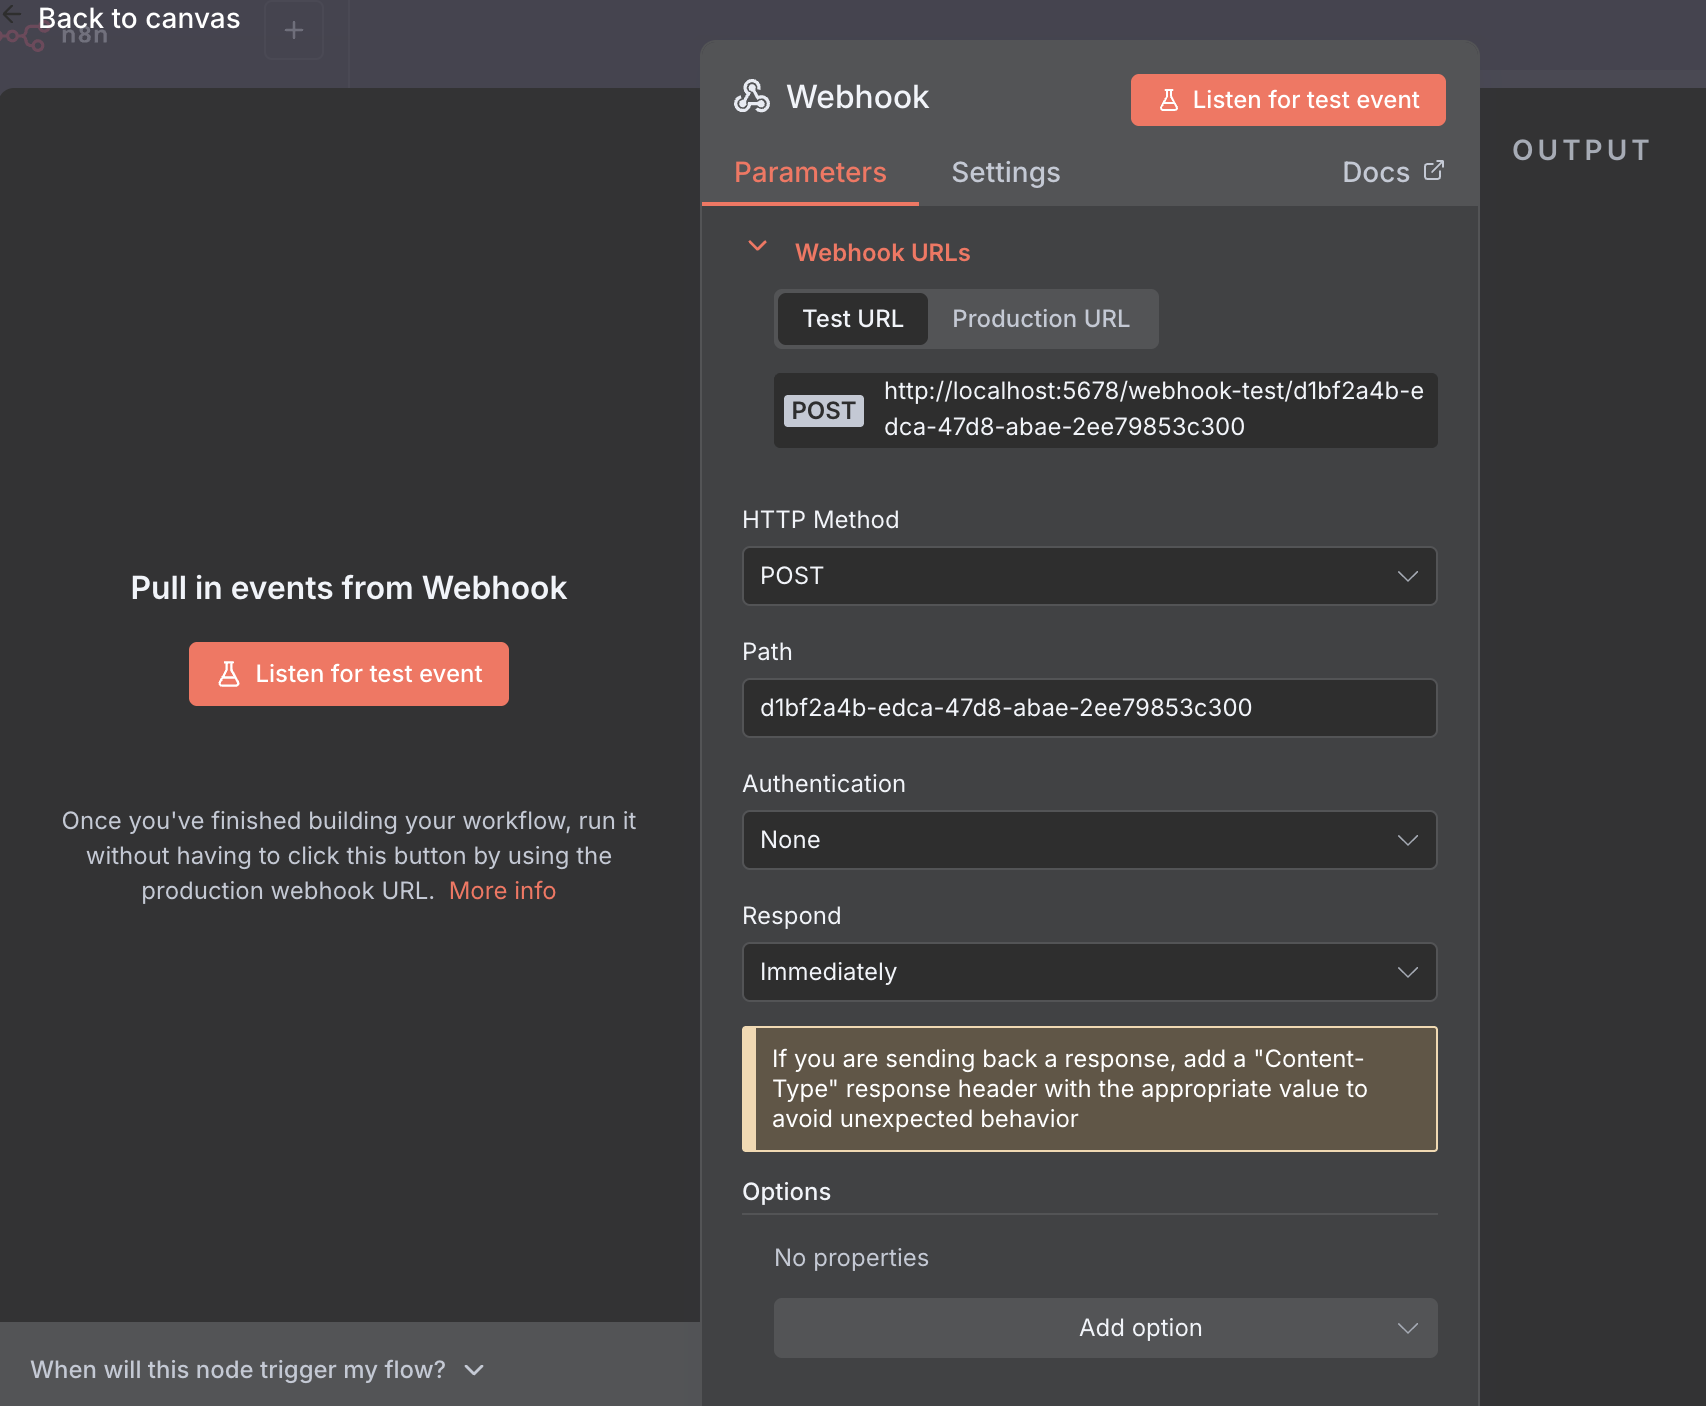 Back to canvas
n8n
Webhook
Listen for test event
OUTPUT
Parameters
Settings
Docs
Webhook URLs
Test URL
Production URL
POST
http://localhost:5678/webhook-test/d1bf2a4b-e
dca-47d8-abae-2ee79853c300
HTTP Method
POST
Path
d1bf2a4b-edca-47d8-abae-2ee79853c300
Authentication
None
Respond
Immediately
If you are sending back a response, add a "Content-
Type" response header with the appropriate value to
avoid unexpected behavior
Options
No properties
Add option
Pull in events from Webhook
Listen for test event
Once you've finished building your workflow, run it
without having to click this button by using the
production webhook URL. More info
When will this node trigger my flow?